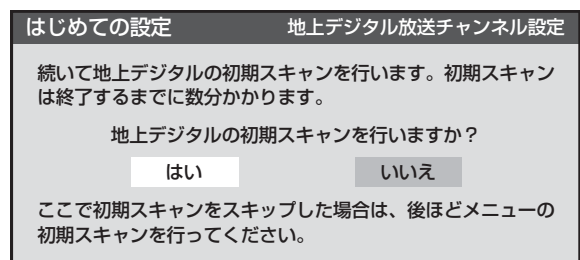 はじめての設定 地上デジタル放送チャンネル設定
続いて地上デジタルの初期スキャンを行います。初期スキャン
は終了するまでに数分かかります。
地上デジタルの初期スキャンを行いますか？
はい いいえ
ここで初期スキャンをスキップした場合は、後ほどメニューの
初期スキャンを行ってください。